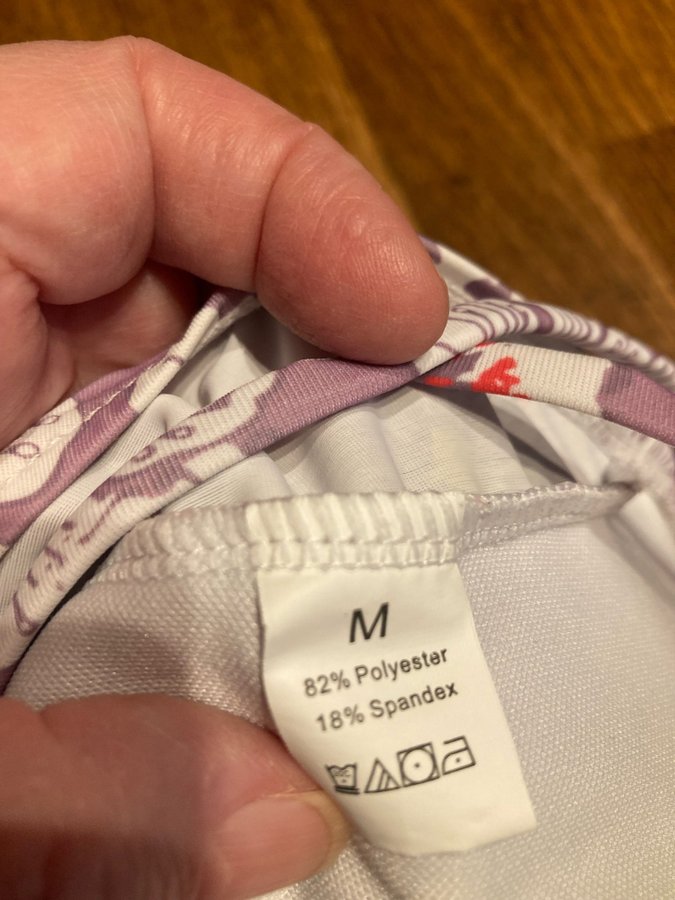 M
82% Polyester
18% Spandex